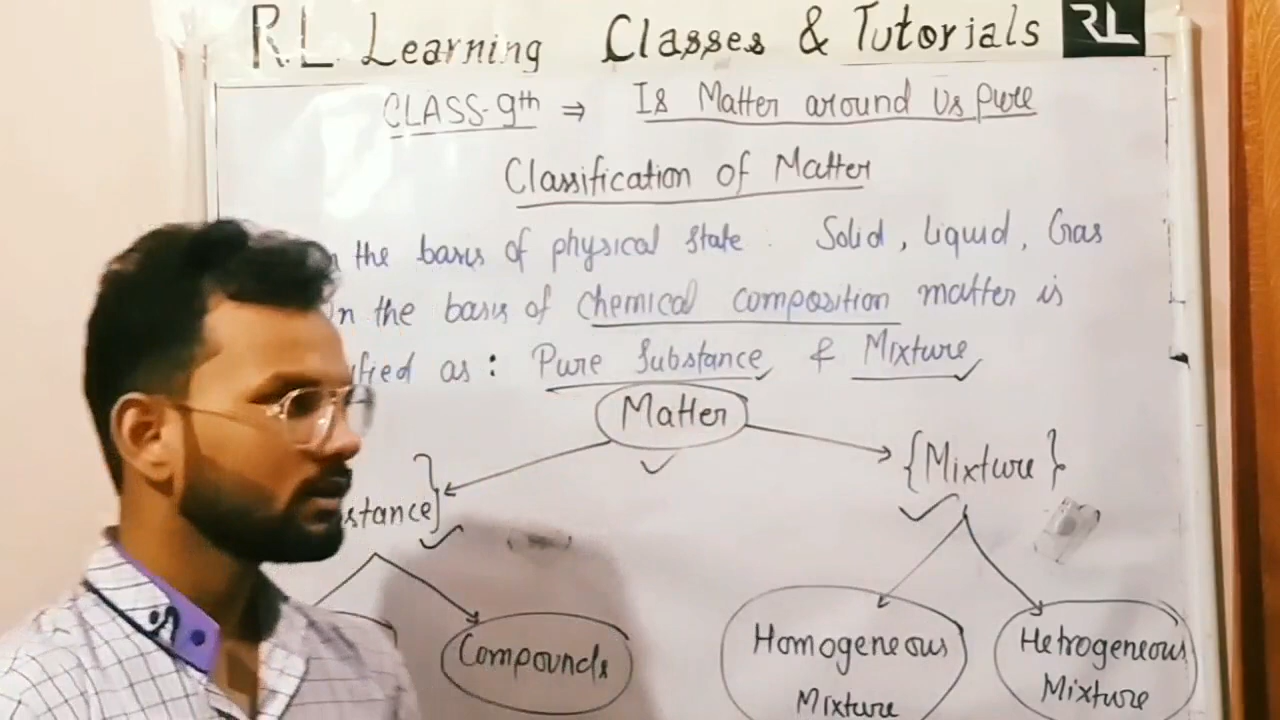 R.L Learning Classes & Tutorials RL
CLASS-9th ⇒ Is Matter around Us pure
Classification of Matter
n the basis of physical state. Solid, Liquid, Gas
n the basis of chemical composition matter is
ified as: Pure Substance & Mixture
Matter
{Mixture}
stance}
Compounds
Homogeneous
Mixture
Hetrogeneous
Mixture